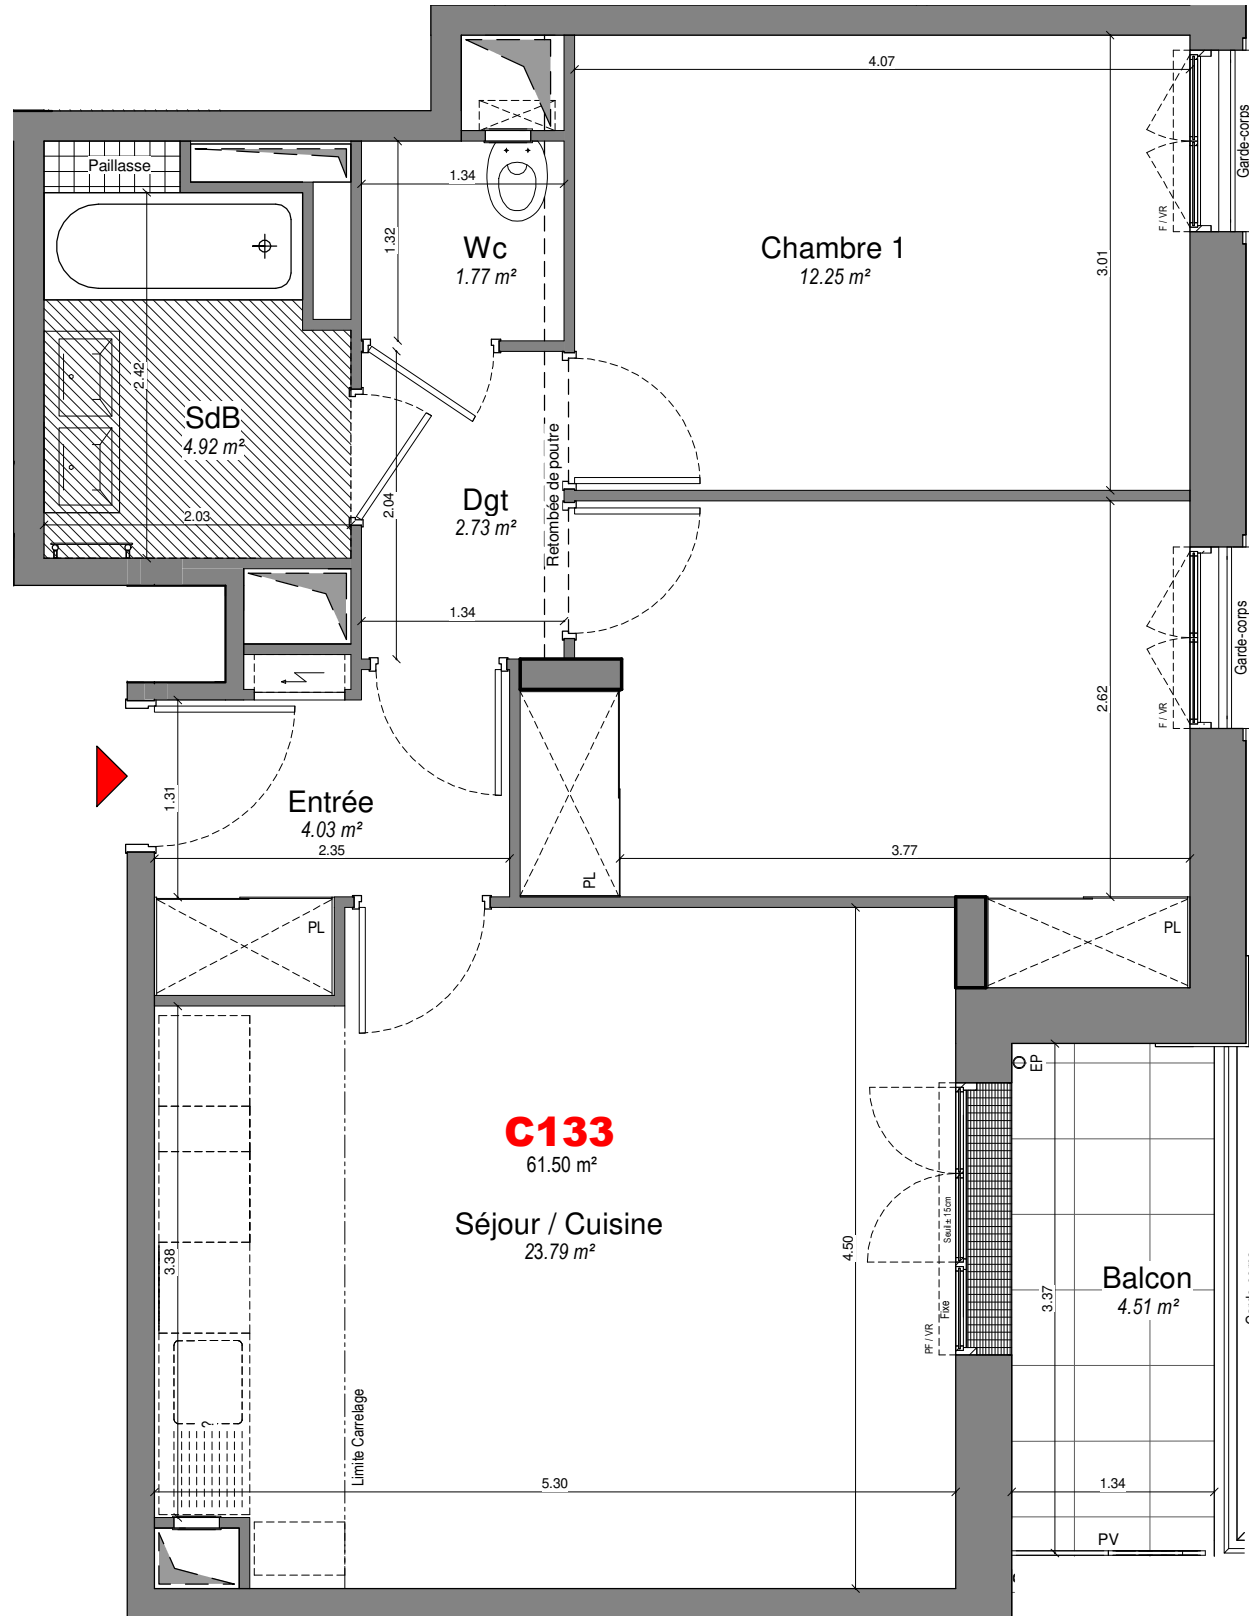 4.07
Garde-corps
Paillasse
1.34
1.32
Wc
1.77 m²
Chambre 1
12.25 m²
3.01
F / VR
2.42
SdB
4.92 m²
2.03
2.04
Dgt
2.73 m²
Retombée de poutre
1.34
Garde-corps
F / VR
2.62
1.31
Entrée
4.03 m²
2.35
3.77
PL
PL
PL
EP
C133
61.50 m²
Séjour / Cuisine
23.79 m²
3.38
4.50
Seuil ± 15cm
Fixe
PF / VR
Balcon
4.51 m²
3.37
Limite Carrelage
5.30
1.34
PV